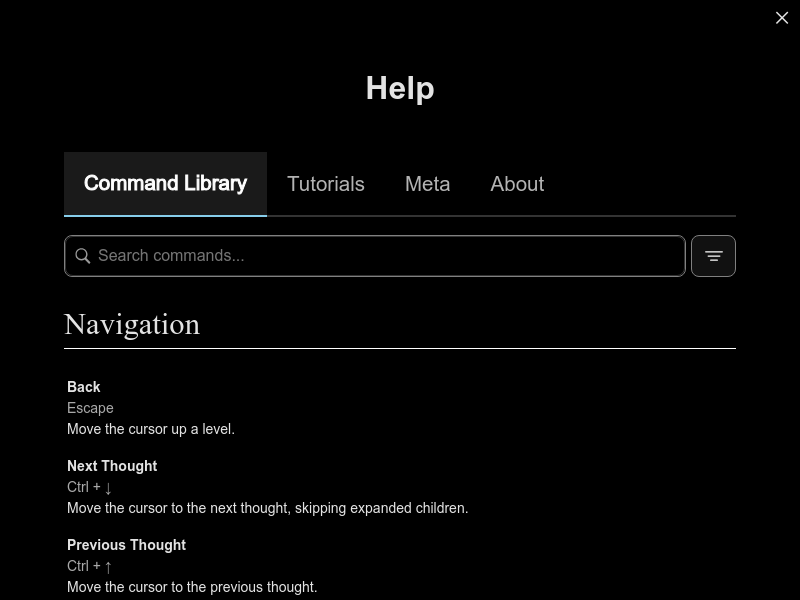 Help
Command Library Tutorials Meta About
Search commands...
Navigation
Back
Escape
Move the cursor up a level.
Next Thought
Ctrl + ↓
Move the cursor to the next thought, skipping expanded children.
Previous Thought
Ctrl + ↑
Move the cursor to the previous thought.